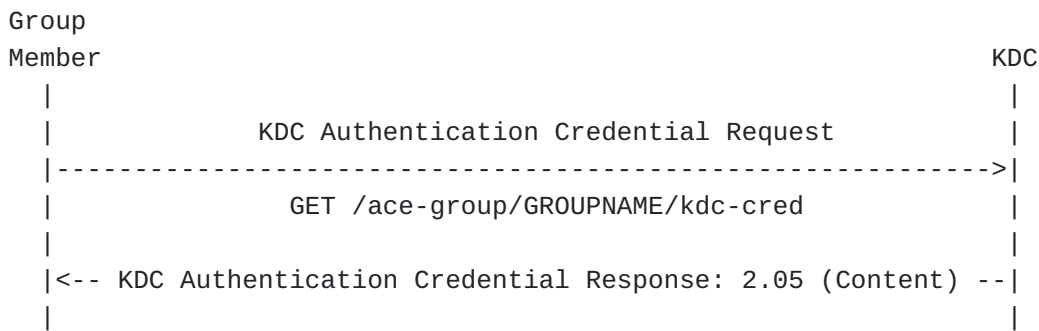 Group
Member KDC
| |
| KDC Authentication Credential Request |
|------------------------------------------------------------->|
| GET /ace-group/GROUPNAME/kdc-cred |
| |
|<-- KDC Authentication Credential Response: 2.05 (Content) --|
| |